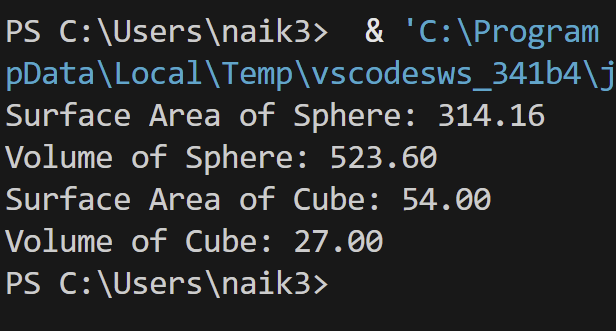 PS C:\Users\naik3>  & 'C:\Program
pData\Local\Temp\vscodesws_341b4\j
Surface Area of Sphere: 314.16
Volume of Sphere: 523.60
Surface Area of Cube: 54.00
Volume of Cube: 27.00
PS C:\Users\naik3>